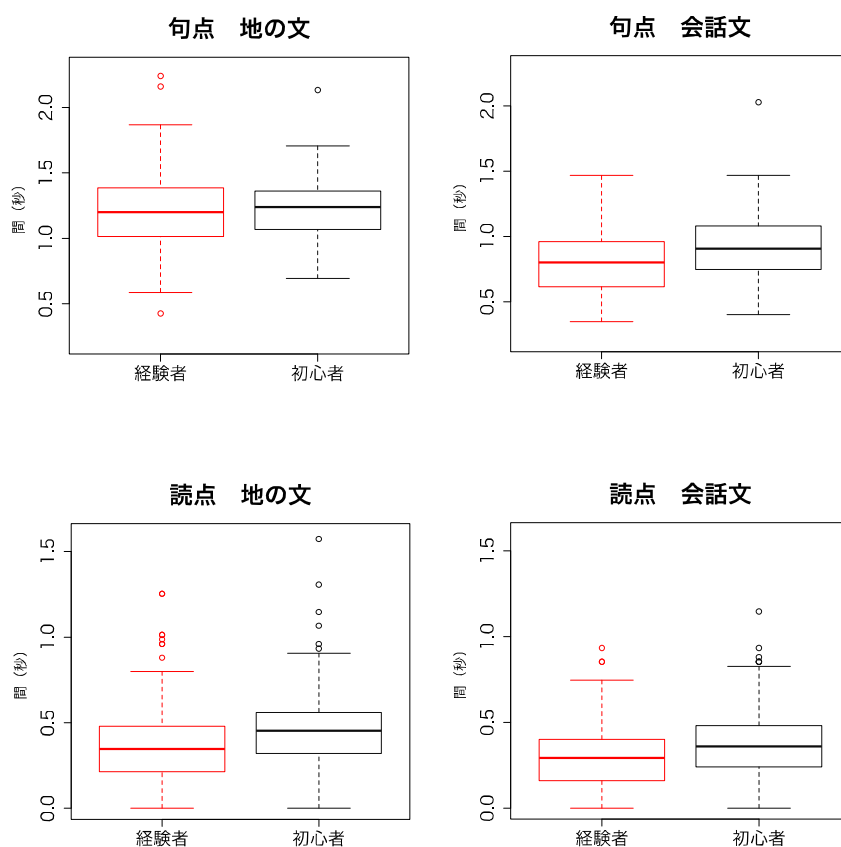 句点　地の文
間（秒）
2.0
1.5
1.0
0.5
経験者　初心者
句点　会話文
間（秒）
2.0
1.5
1.0
0.5
経験者　初心者
読点　地の文
間（秒）
1.5
1.0
0.5
0.0
経験者　初心者
読点　会話文
間（秒）
1.5
1.0
0.5
0.0
経験者　初心者